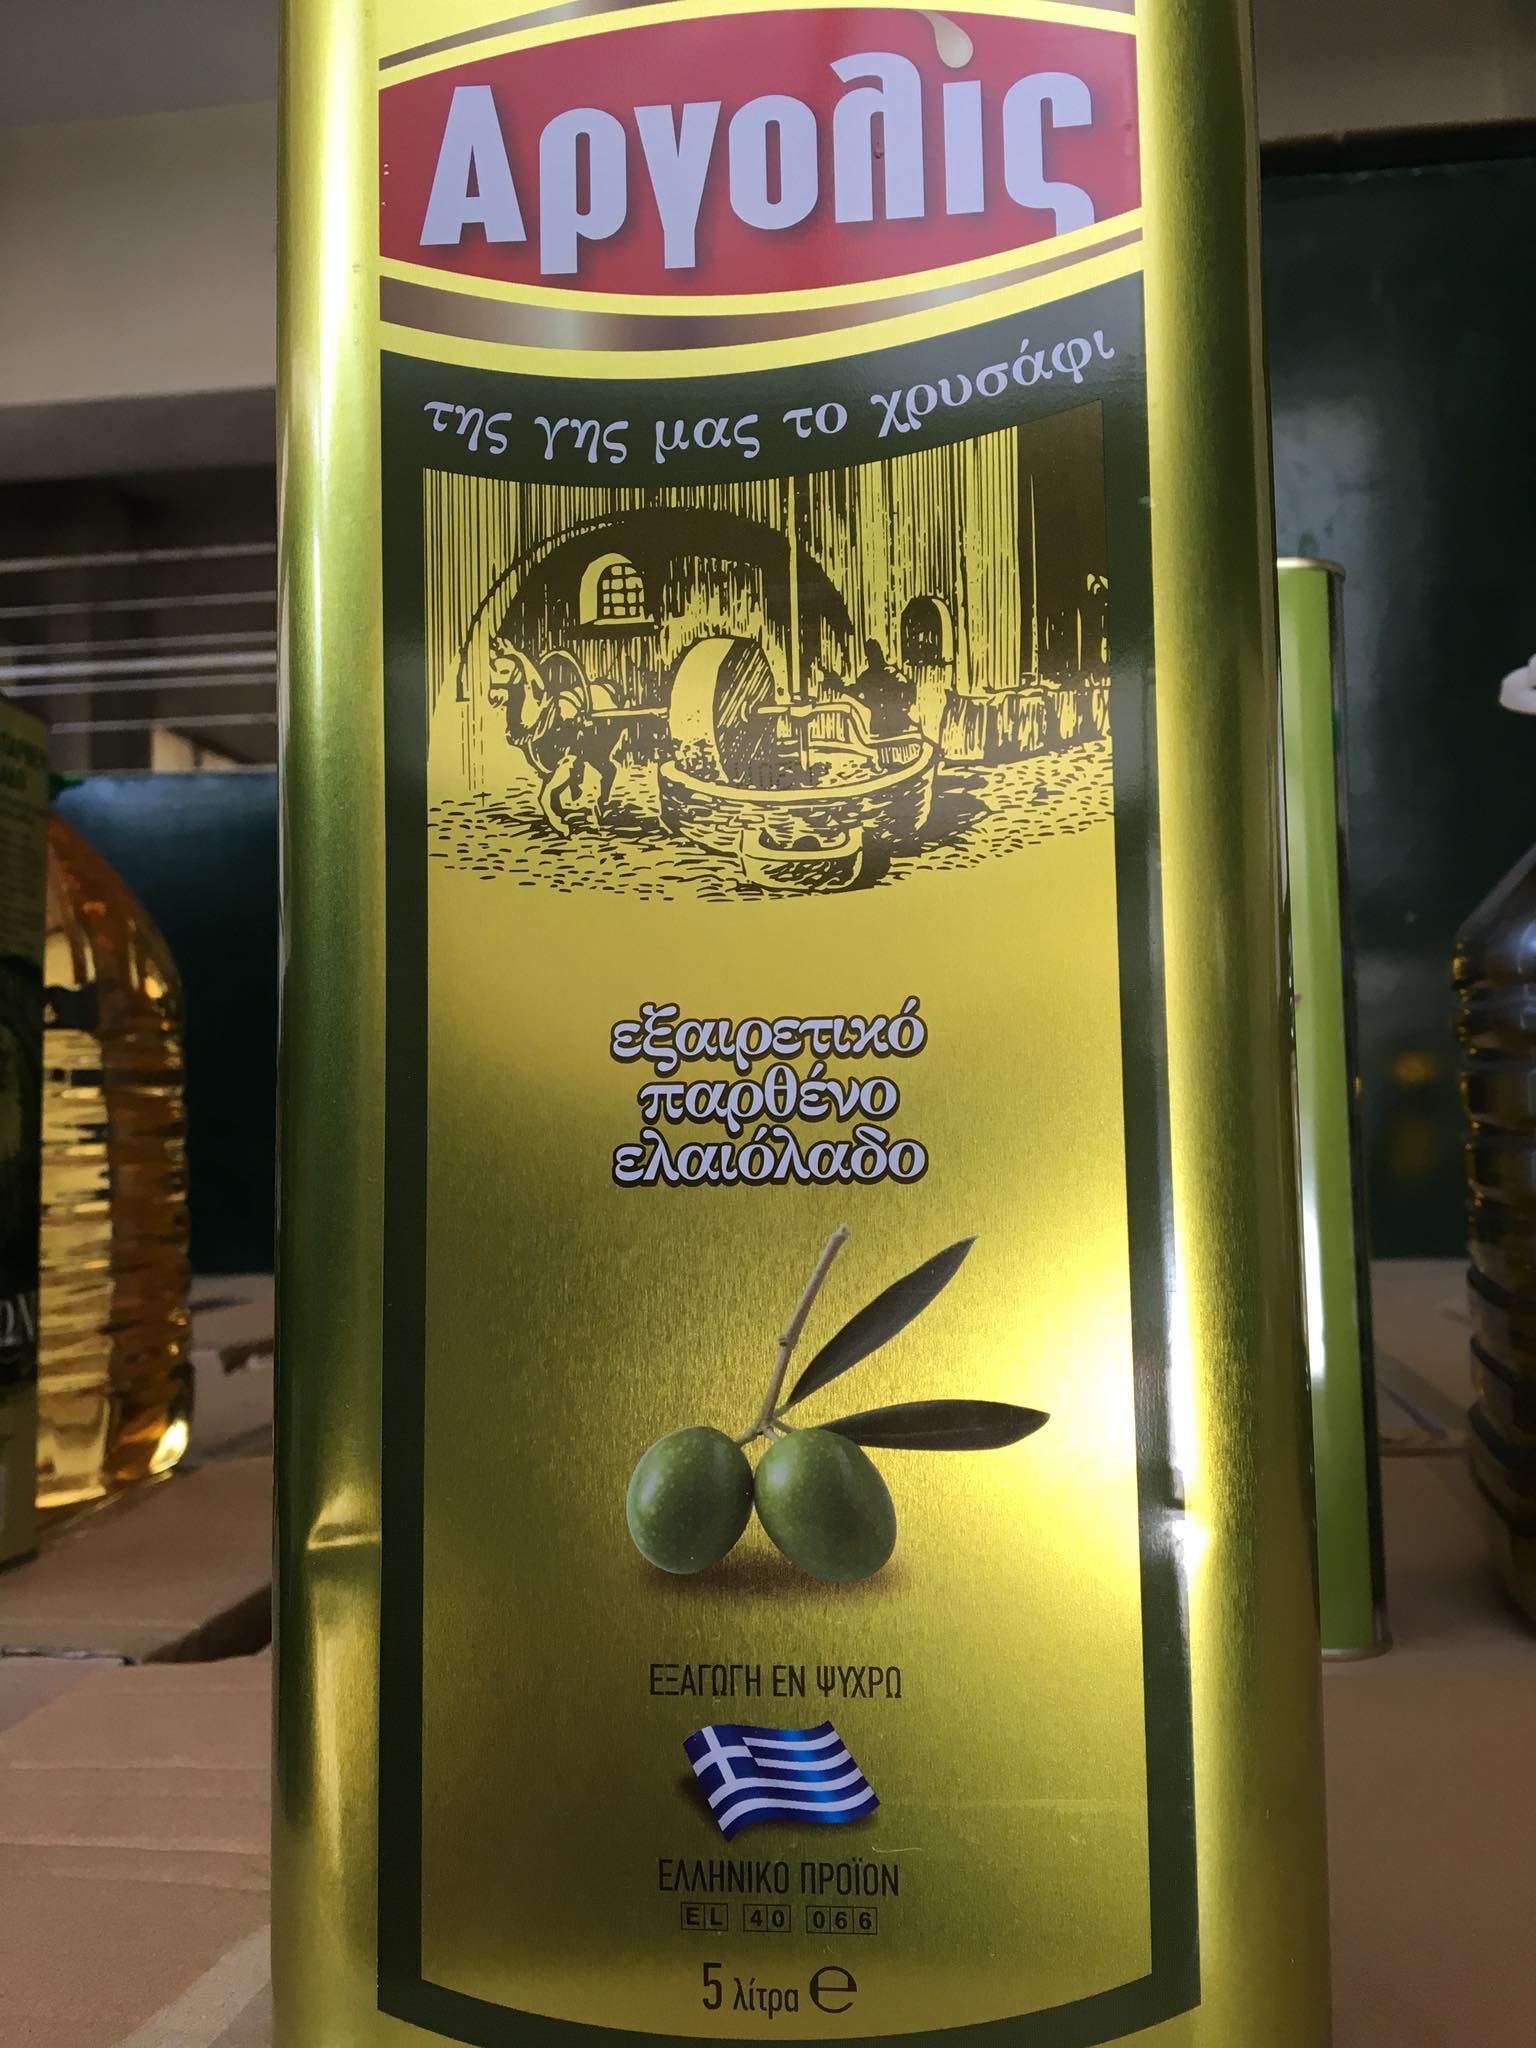 Αργολίς
της γης μας το χρυσάφι
εξαιρετικό
παρθένο
ελαιόλαδο
ΕΞΑΓΩΓΗ ΕΝ ΨΥΧΡΩ
ΕΛΛΗΝΙΚΟ ΠΡΟΪΟΝ
EL 40 066
5 λίτρα ℮